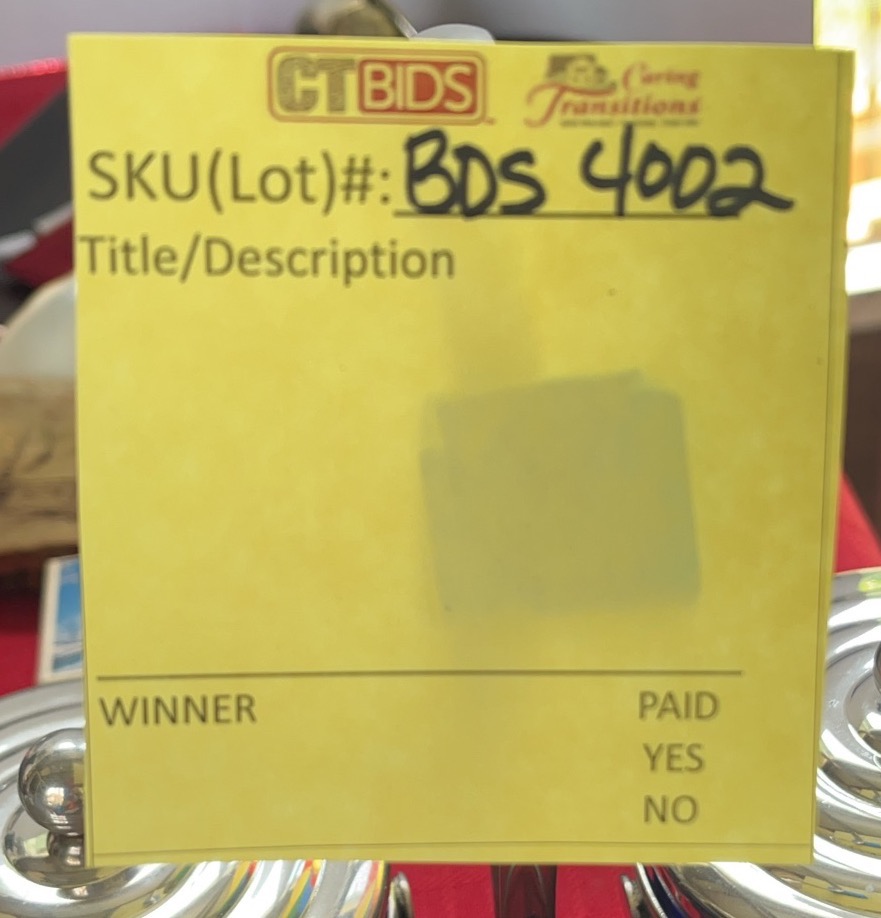 CTBIDS
Caring
Transitions
SKU(Lot)#: BDS 4002
Title/Description
WINNER
PAID
YES
NO